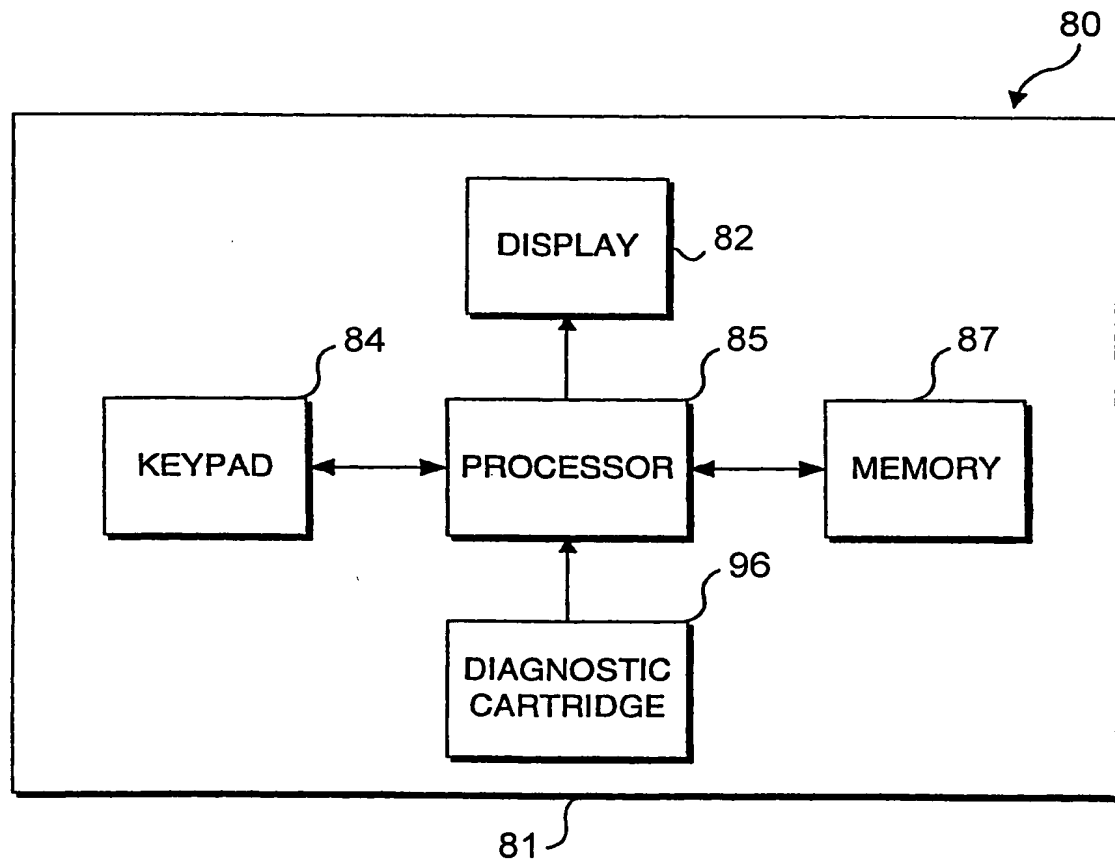 80
DISPLAY
82
84
85
87
KEYPAD
PROCESSOR
MEMORY
96
DIAGNOSTIC
CARTRIDGE
81